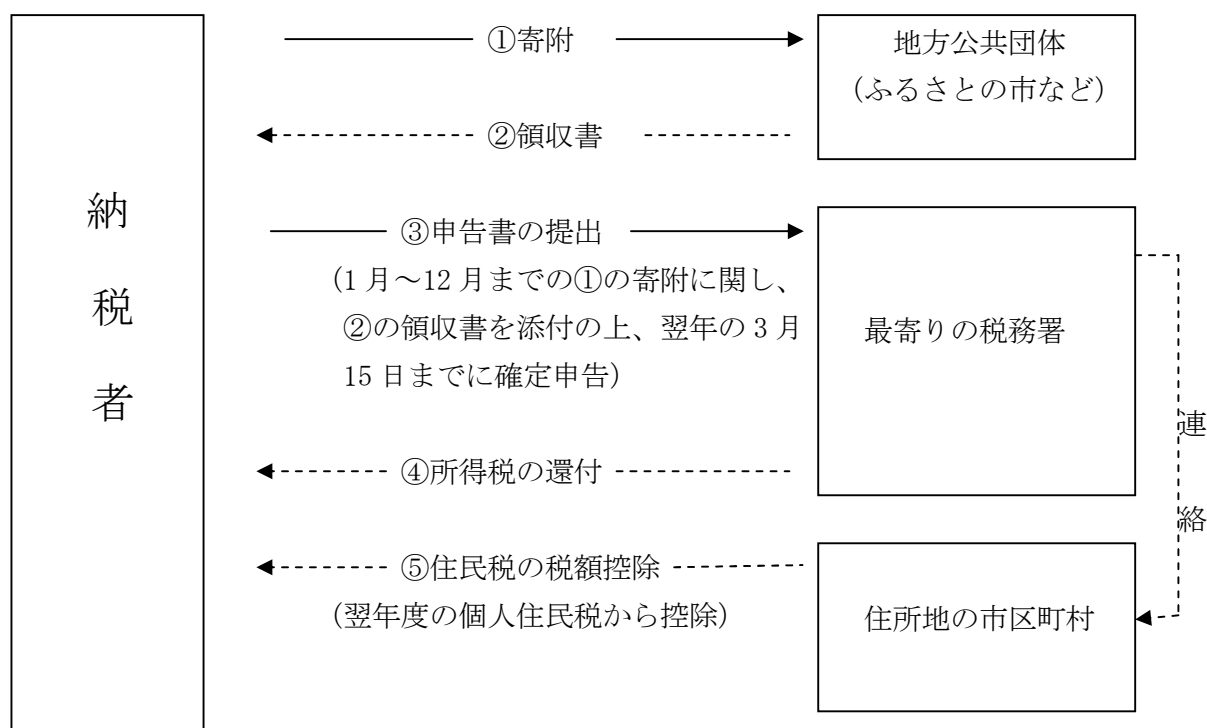 納税者
①寄附
地方公共団体
(ふるさとの市など)
②領収書
③申告書の提出
(1月～12月までの①の寄附に関し、
②の領収書を添付の上、翌年の3月
15日までに確定申告)
最寄りの税務署
連絡
④所得税の還付
⑤住民税の税額控除
(翌年度の個人住民税から控除)
住所地の市区町村